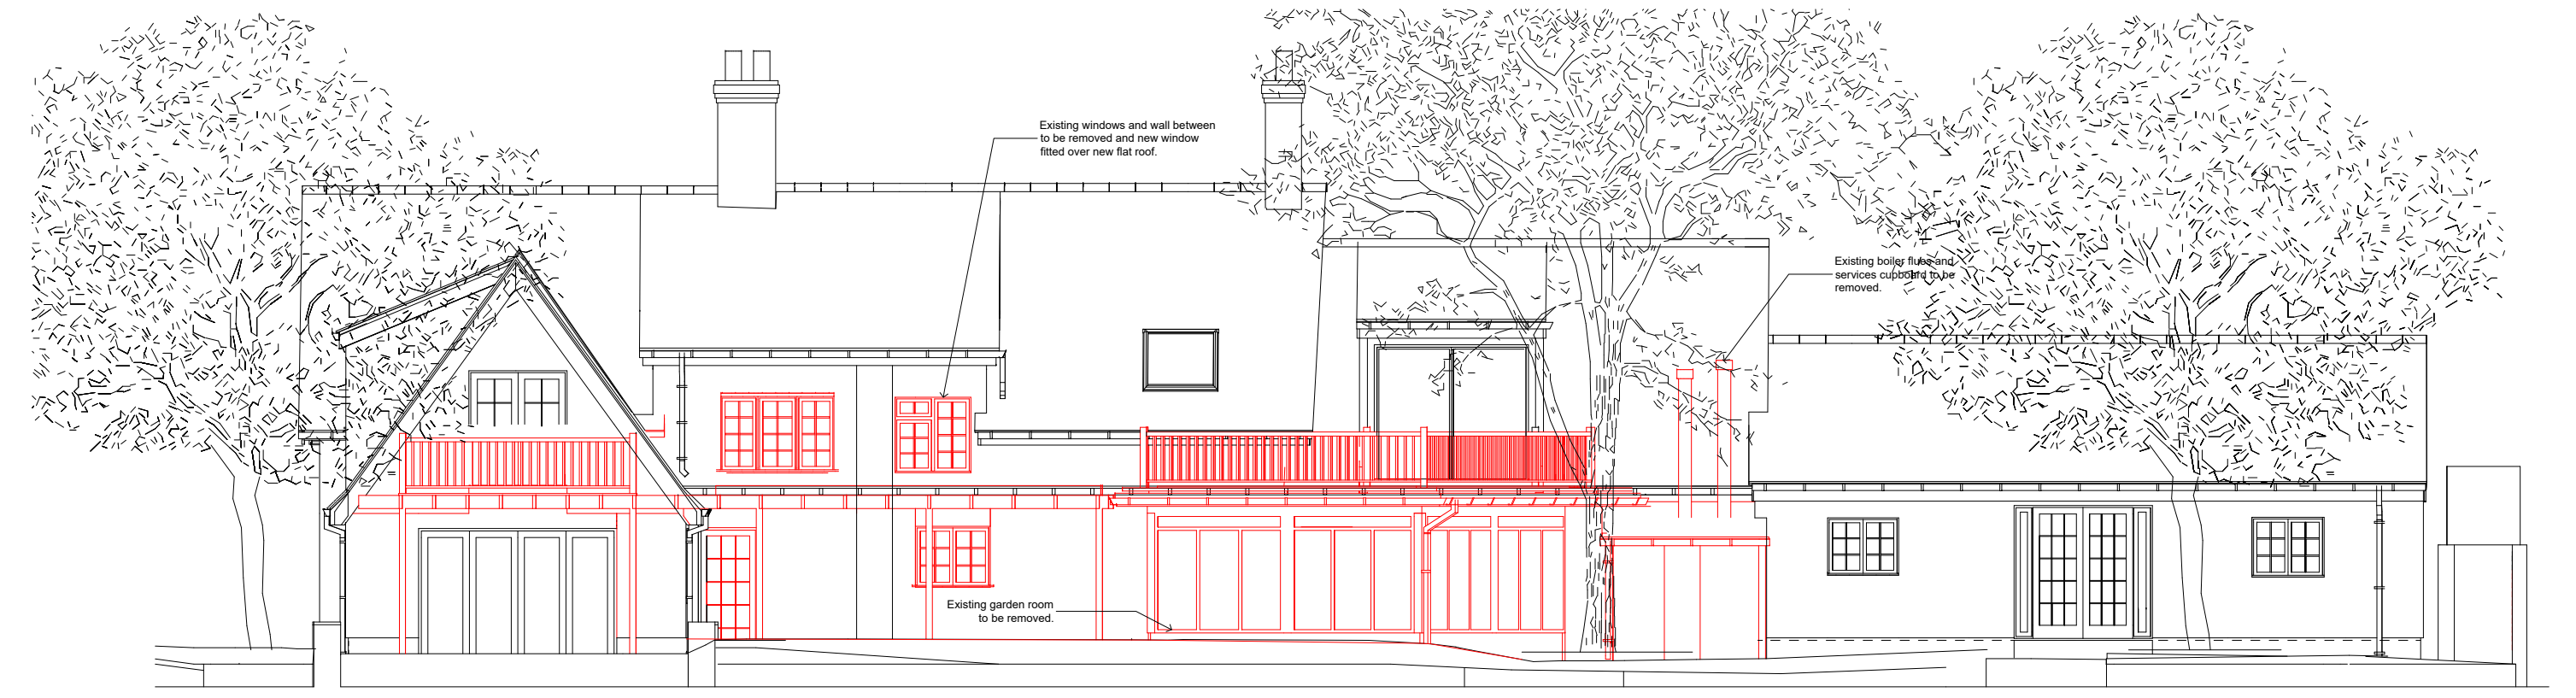 Existing windows and wall between
to be removed and new window
fitted over new flat roof.
Existing boiler flues and
services cupboard to be
removed.
Existing garden room
to be removed.